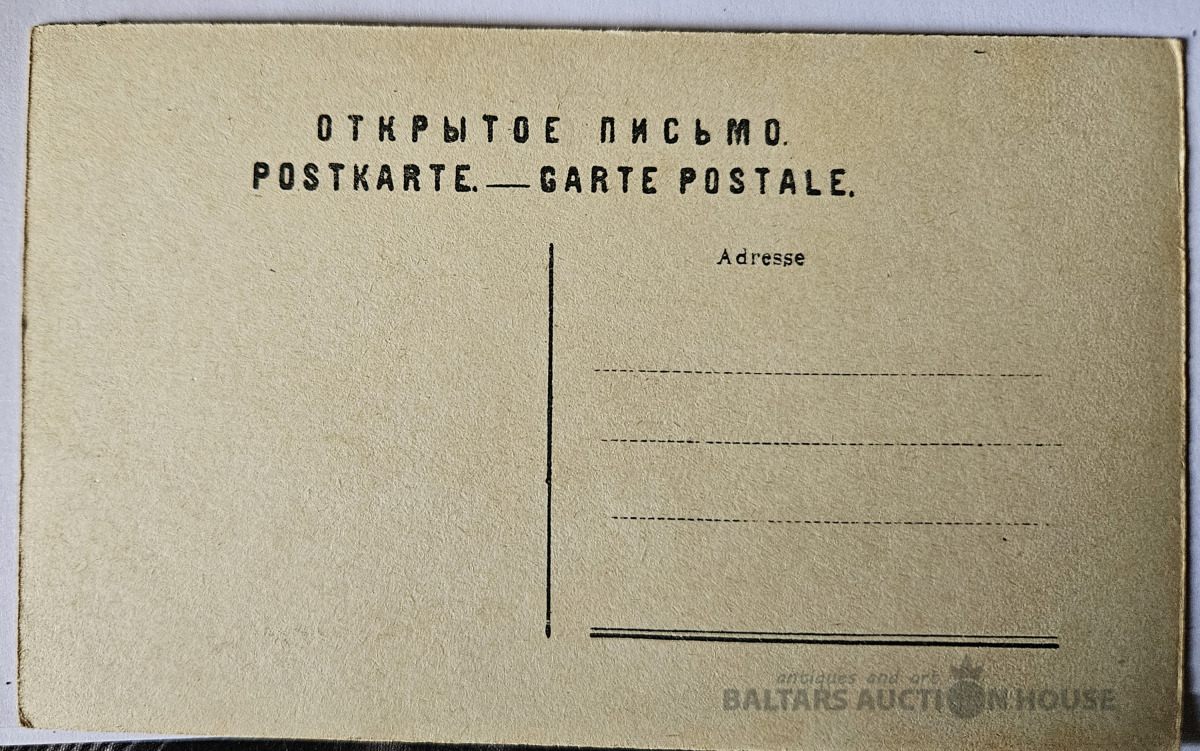 ОТКРЫТОЕ ПИСЬМО.
POSTKARTE.—GARTE POSTALE.
Adresse
antiques and art
BALTARS AUCTION HOUSE